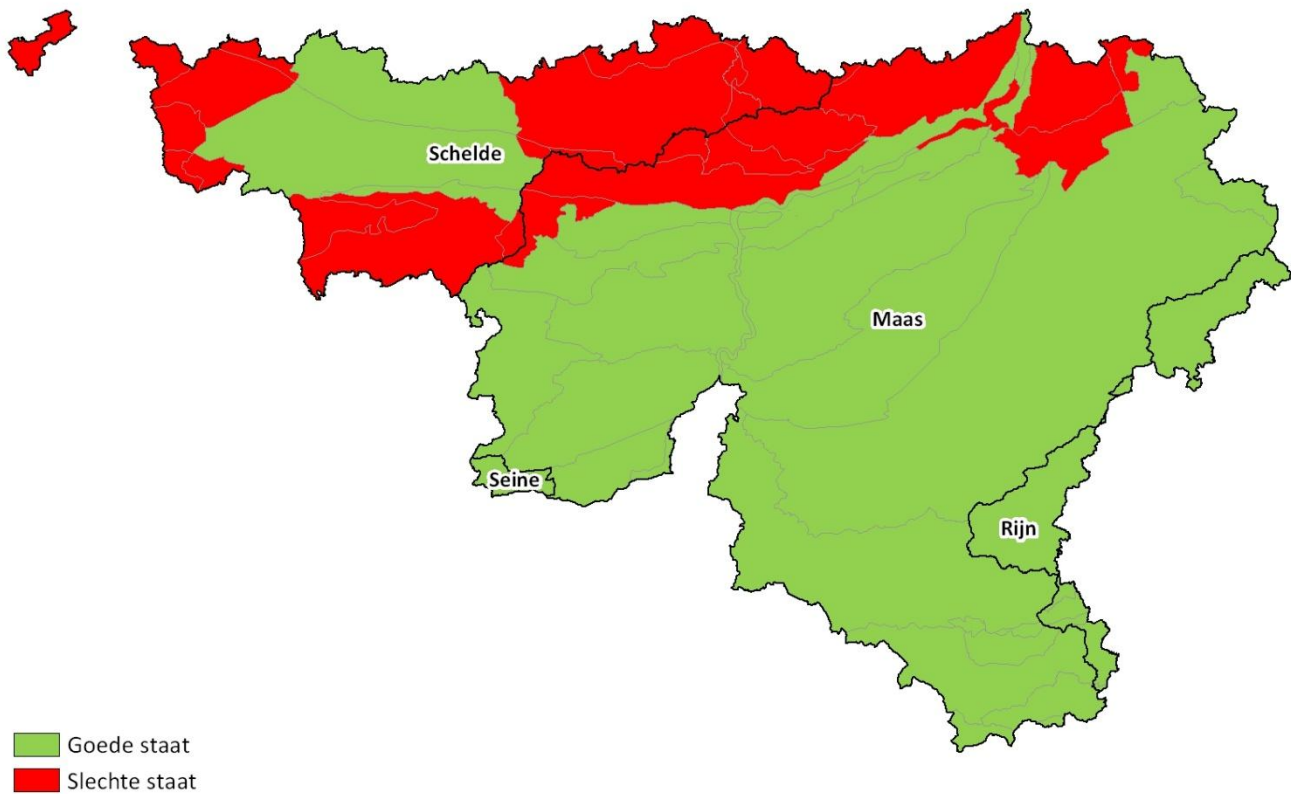 Schelde
Maas
Seine
Rijn
Goede staat
Slechte staat